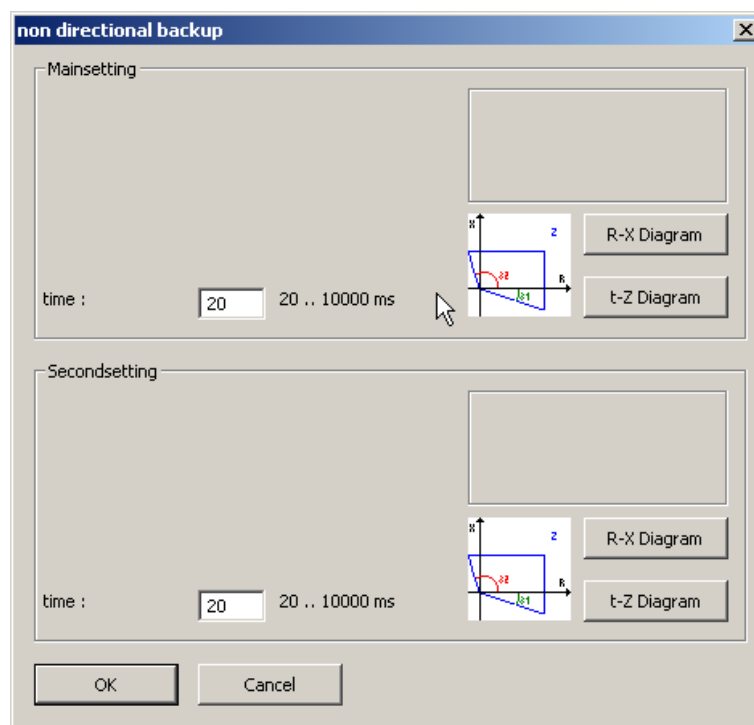 non directional backup
Mainsetting
X
Z
δ2
R
δ1
R-X Diagram
t-Z Diagram
time :
20
20 .. 10000 ms
Secondsetting
X
Z
δ2
R
δ1
R-X Diagram
t-Z Diagram
time :
20
20 .. 10000 ms
OK
Cancel